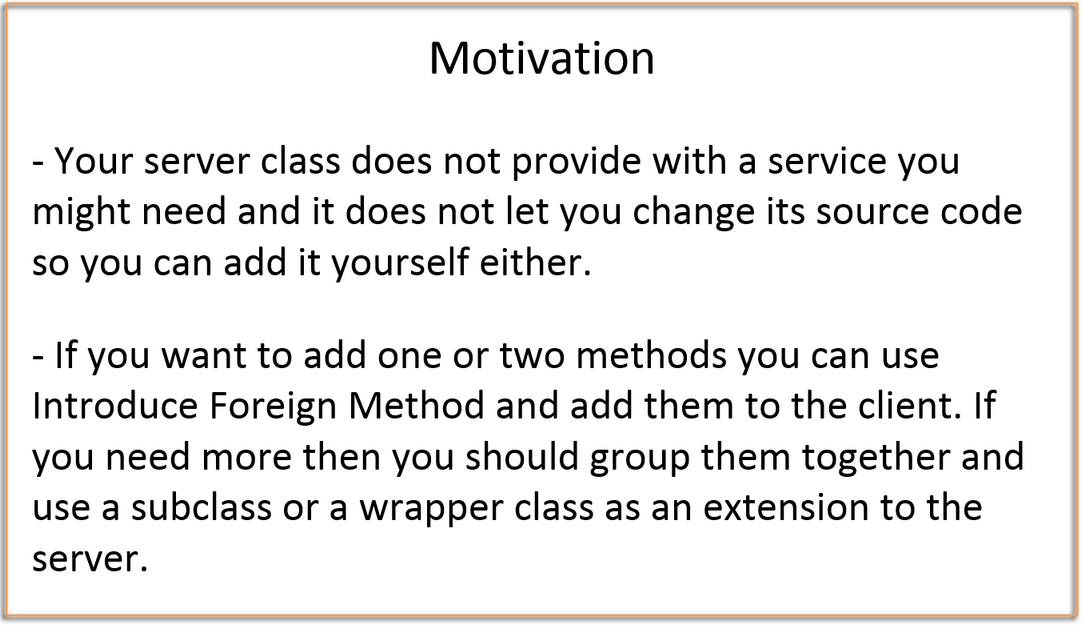 Motivation
- Your server class does not provide with a service you
might need and it does not let you change its source code
so you can add it yourself either.
- If you want to add one or two methods you can use
Introduce Foreign Method and add them to the client. If
you need more then you should group them together and
use a subclass or a wrapper class as an extension to the
server.